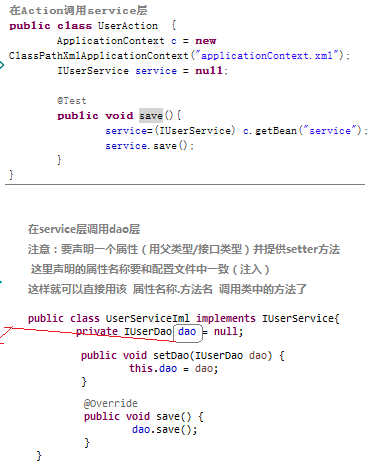 在Action调用service层
public class UserAction  {
ApplicationContext c = new
ClassPathXmlApplicationContext("applicationContext.xml");
IUserService service = null;
@Test
public void save(){
service=(IUserService) c.getBean("service");
service.save();
}
}
在service层调用dao层
注意：要声明一个属性（用父类型/接口类型）并提供setter方法
这里声明的属性名称要和配置文件中一致（注入）
这样就可以直接用该 属性名称.方法名 调用类中的方法了
public class UserServiceIml implements IUserService{
private IUserDao dao = null;
public void setDao(IUserDao dao) {
this.dao = dao;
}
@Override
public void save() {
dao.save();
}
}